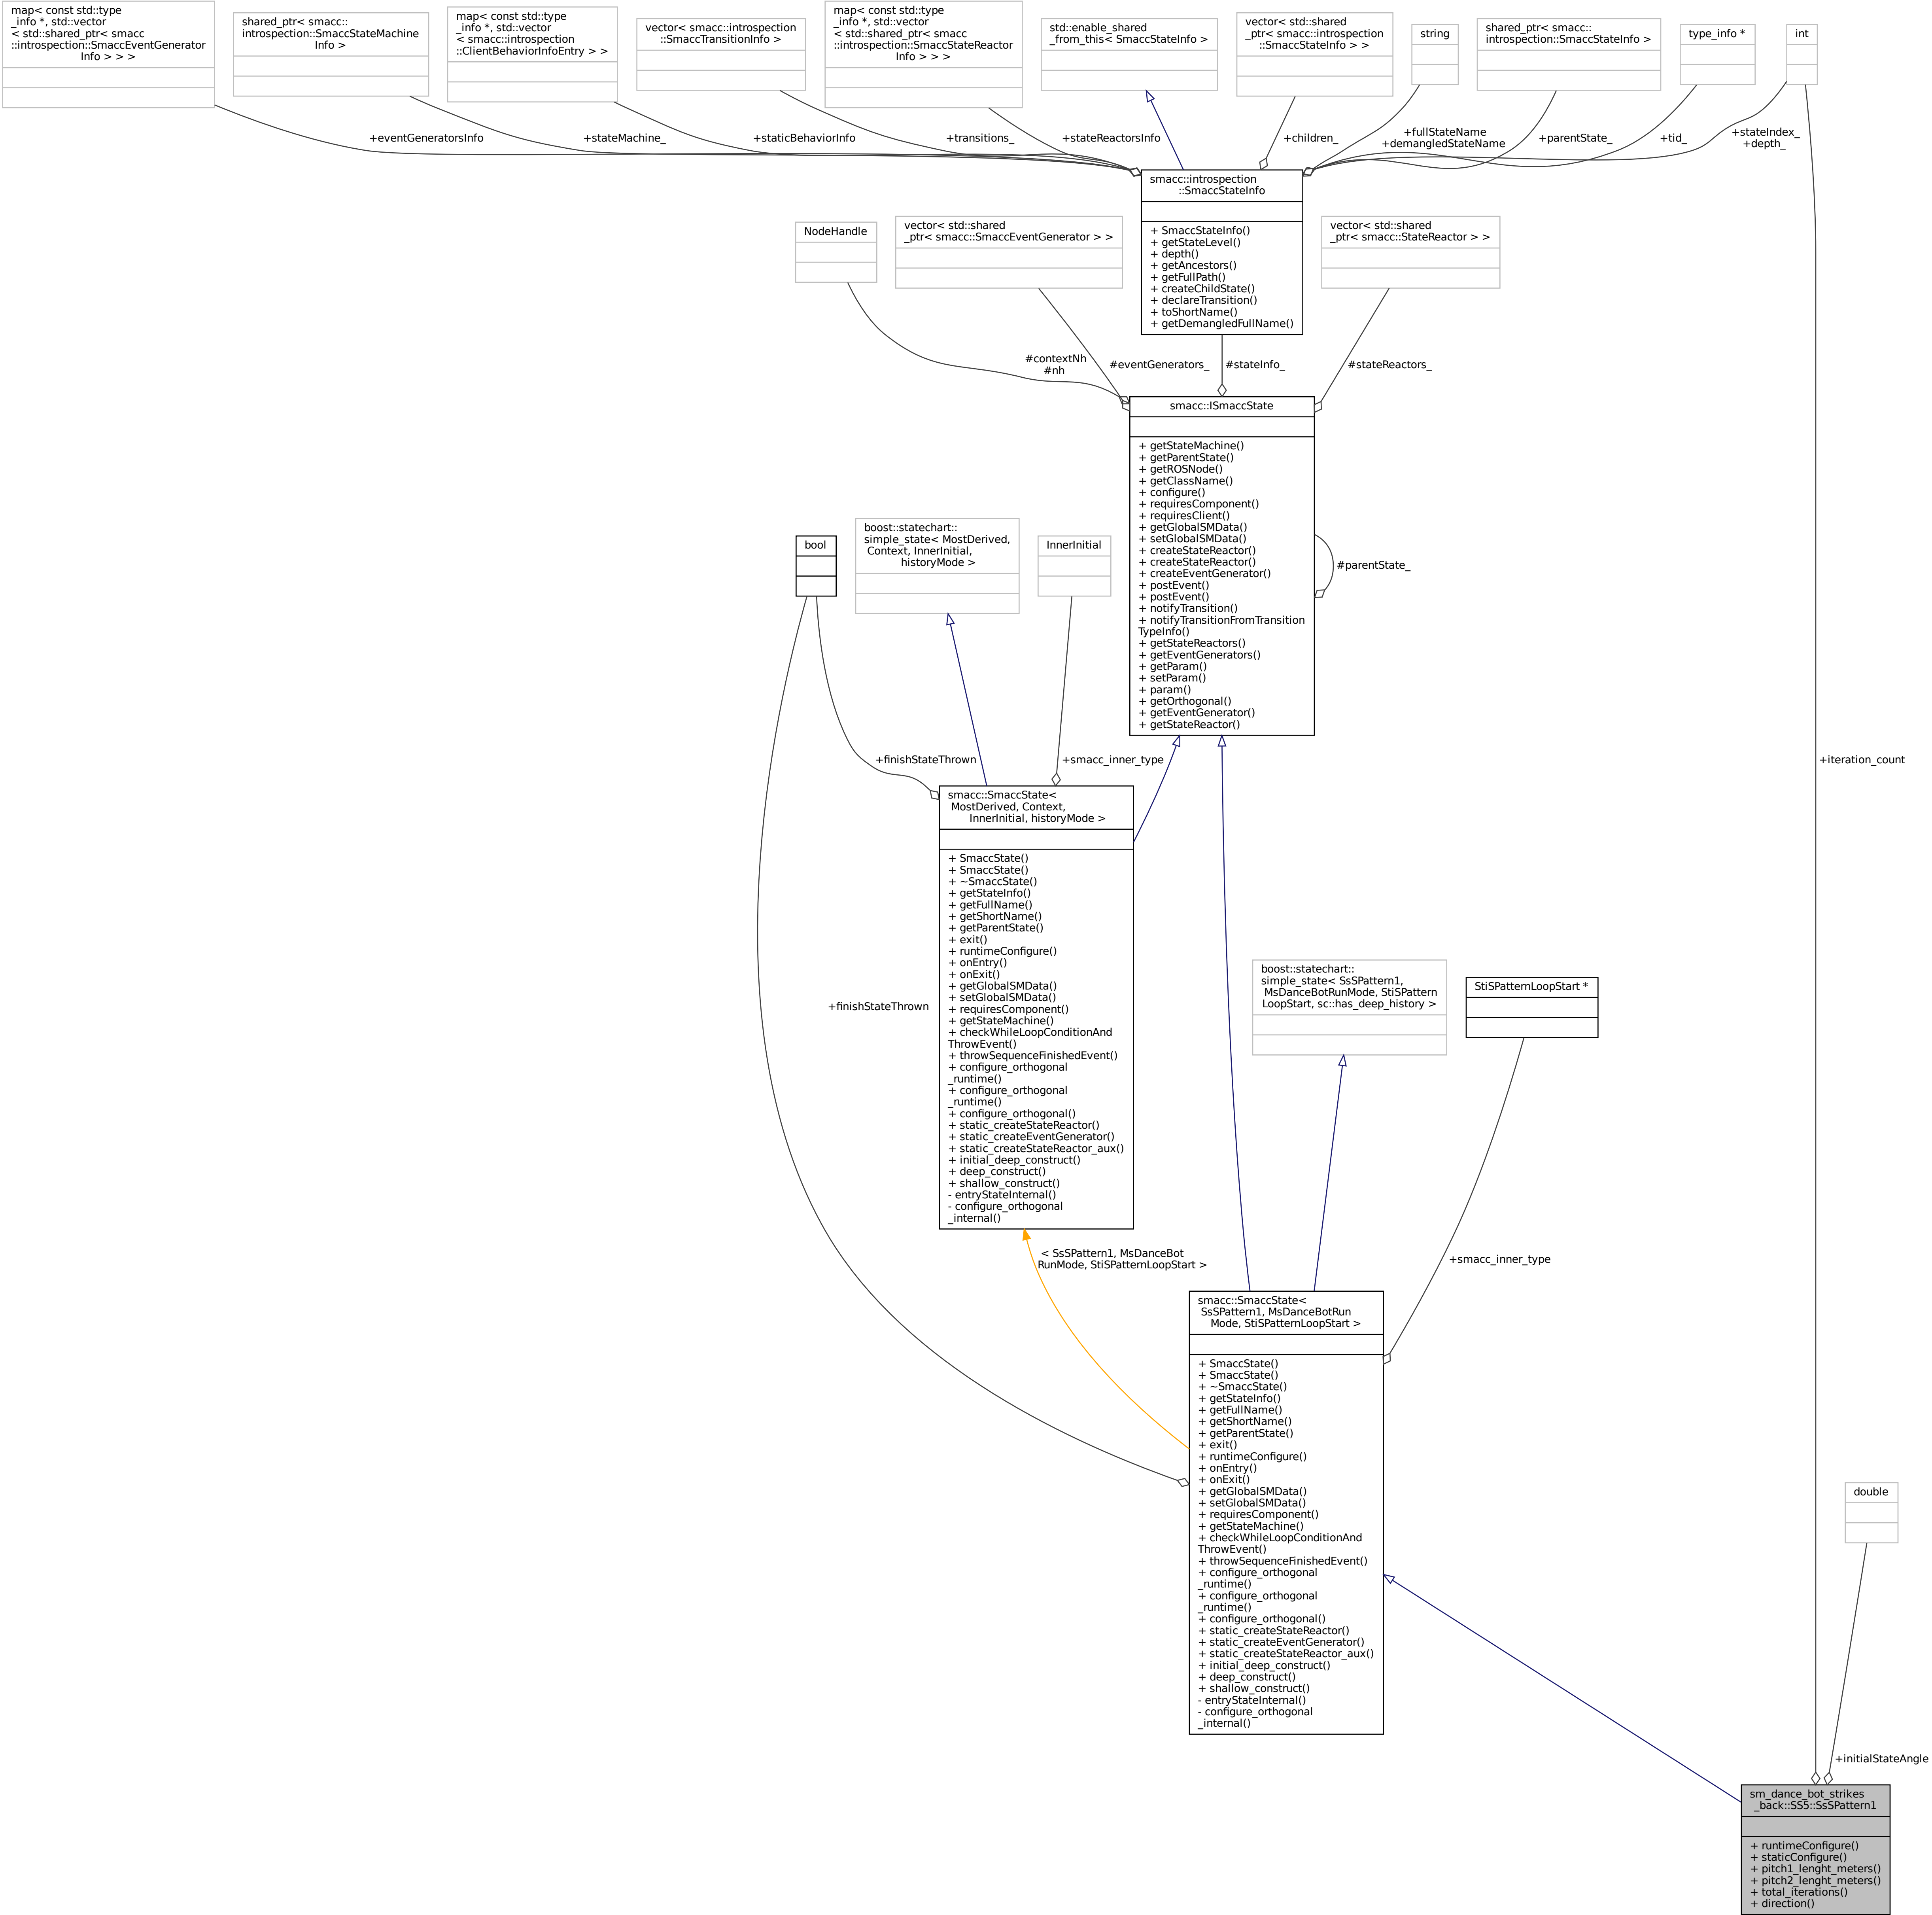 map< const std::type
_info *, std::vector
< std::shared_ptr< smacc
::introspection::SmaccEventGenerator
Info > > >
shared_ptr< smacc::
introspection::SmaccStateMachine
Info >
map< const std::type
_info *, std::vector
< smacc::introspection
::ClientBehaviorInfoEntry > >
vector< smacc::introspection
::SmaccTransitionInfo >
map< const std::type
_info *, std::vector
< std::shared_ptr< smacc
::introspection::SmaccStateReactor
Info > > >
std::enable_shared
_from_this< SmaccStateInfo >
vector< std::shared
_ptr< smacc::introspection
::SmaccStateInfo > >
string
shared_ptr< smacc::
introspection::SmaccStateInfo >
type_info *
int
+eventGeneratorsInfo
+stateMachine_
+staticBehaviorInfo
+transitions_
+stateReactorsInfo
+children_
+fullStateName
+demangledStateName
+parentState_
+tid_
+stateIndex_
+depth_
smacc::introspection
::SmaccStateInfo
+ SmaccStateInfo()
+ getStateLevel()
+ depth()
+ getAncestors()
+ getFullPath()
+ createChildState()
+ declareTransition()
+ toShortName()
+ getDemangledFullName()
NodeHandle
vector< std::shared
_ptr< smacc::SmaccEventGenerator > >
vector< std::shared
_ptr< smacc::StateReactor > >
#contextNh
#nh
#eventGenerators_
#stateInfo_
#stateReactors_
smacc::ISmaccState
+ getStateMachine()
+ getParentState()
+ getROSNode()
+ getClassName()
+ configure()
+ requiresComponent()
+ requiresClient()
+ getGlobalSMData()
+ setGlobalSMData()
+ createStateReactor()
+ createStateReactor()
+ createEventGenerator()
+ postEvent()
+ postEvent()
+ notifyTransition()
+ notifyTransitionFromTransition
TypeInfo()
+ getStateReactors()
+ getEventGenerators()
+ getParam()
+ setParam()
+ param()
+ getOrthogonal()
+ getEventGenerator()
+ getStateReactor()
#parentState_
bool
boost::statechart::
simple_state< MostDerived,
Context, InnerInitial,
historyMode >
InnerInitial
+finishStateThrown
+smacc_inner_type
+iteration_count
smacc::SmaccState<
MostDerived, Context,
InnerInitial, historyMode >
+ SmaccState()
+ SmaccState()
+ ~SmaccState()
+ getStateInfo()
+ getFullName()
+ getShortName()
+ getParentState()
+ exit()
+ runtimeConfigure()
+ onEntry()
+ onExit()
+ getGlobalSMData()
+ setGlobalSMData()
+ requiresComponent()
+ getStateMachine()
+ checkWhileLoopConditionAnd
ThrowEvent()
+ throwSequenceFinishedEvent()
+ configure_orthogonal
_runtime()
+ configure_orthogonal
_runtime()
+ configure_orthogonal()
+ static_createStateReactor()
+ static_createEventGenerator()
+ static_createStateReactor_aux()
+ initial_deep_construct()
+ deep_construct()
+ shallow_construct()
- entryStateInternal()
- configure_orthogonal
_internal()
+finishStateThrown
boost::statechart::
simple_state< SsSPattern1,
MsDanceBotRunMode, StiSPattern
LoopStart, sc::has_deep_history >
StiSPatternLoopStart *
< SsSPattern1, MsDanceBot
RunMode, StiSPatternLoopStart >
+smacc_inner_type
smacc::SmaccState<
SsSPattern1, MsDanceBotRun
Mode, StiSPatternLoopStart >
+ SmaccState()
+ SmaccState()
+ ~SmaccState()
+ getStateInfo()
+ getFullName()
+ getShortName()
+ getParentState()
+ exit()
+ runtimeConfigure()
+ onEntry()
+ onExit()
+ getGlobalSMData()
+ setGlobalSMData()
+ requiresComponent()
+ getStateMachine()
+ checkWhileLoopConditionAnd
ThrowEvent()
+ throwSequenceFinishedEvent()
+ configure_orthogonal
_runtime()
+ configure_orthogonal
_runtime()
+ configure_orthogonal()
+ static_createStateReactor()
+ static_createEventGenerator()
+ static_createStateReactor_aux()
+ initial_deep_construct()
+ deep_construct()
+ shallow_construct()
- entryStateInternal()
- configure_orthogonal
_internal()
double
+initialStateAngle
sm_dance_bot_strikes
_back::SS5::SsSPattern1
+ runtimeConfigure()
+ staticConfigure()
+ pitch1_lenght_meters()
+ pitch2_lenght_meters()
+ total_iterations()
+ direction()